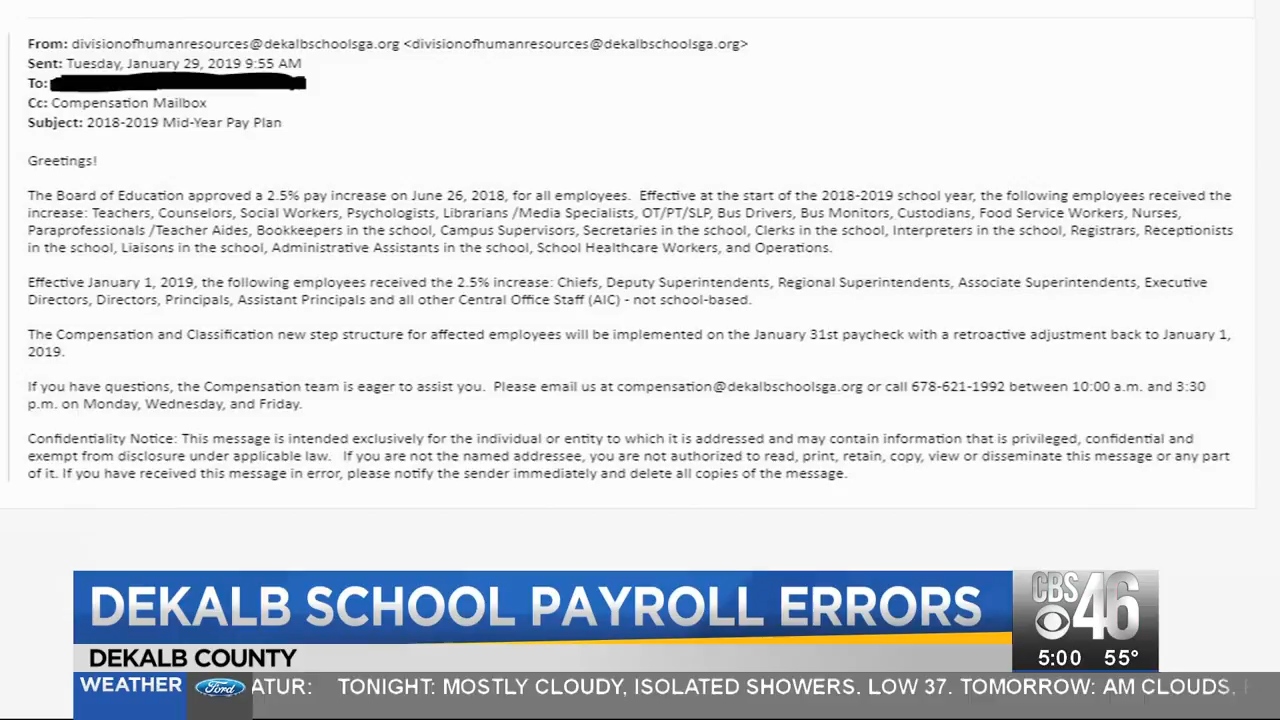 From: divisionofhumanresources@dekalbschoolsga.org <divisionofhumanresources@dekalbschoolsga.org>
Sent: Tuesday, January 29, 2019 9:55 AM
To:
Cc: Compensation Mailbox
Subject: 2018-2019 Mid-Year Pay Plan
Greetings!
The Board of Education approved a 2.5% pay increase on June 26, 2018, for all employees.  Effective at the start of the 2018-2019 school year, the following employees received the
increase: Teachers, Counselors, Social Workers, Psychologists, Librarians /Media Specialists, OT/PT/SLP, Bus Drivers, Bus Monitors, Custodians, Food Service Workers, Nurses,
Paraprofessionals /Teacher Aides, Bookkeepers in the school, Campus Supervisors, Secretaries in the school, Clerks in the school, Interpreters in the school, Registrars, Receptionists
in the school, Liaisons in the school, Administrative Assistants in the school, School Healthcare Workers, and Operations.
Effective January 1, 2019, the following employees received the 2.5% increase: Chiefs, Deputy Superintendents, Regional Superintendents, Associate Superintendents, Executive
Directors, Directors, Principals, Assistant Principals and all other Central Office Staff (AIC) - not school-based.
The Compensation and Classification new step structure for affected employees will be implemented on the January 31st paycheck with a retroactive adjustment back to January 1,
2019.
If you have questions, the Compensation team is eager to assist you.  Please email us at compensation@dekalbschoolsga.org or call 678-621-1992 between 10:00 a.m. and 3:30
p.m. on Monday, Wednesday, and Friday.
Confidentiality Notice: This message is intended exclusively for the individual or entity to which it is addressed and may contain information that is privileged, confidential and
exempt from disclosure under applicable law.   If you are not the named addressee, you are not authorized to read, print, retain, copy, view or disseminate this message or any part
of it. If you have received this message in error, please notify the sender immediately and delete all copies of the message.
DEKALB SCHOOL PAYROLL ERRORS
CBS 46
DEKALB COUNTY
5:00 55°
WEATHER Ford ATUR: TONIGHT: MOSTLY CLOUDY, ISOLATED SHOWERS. LOW 37. TOMORROW: AM CLOUDS,